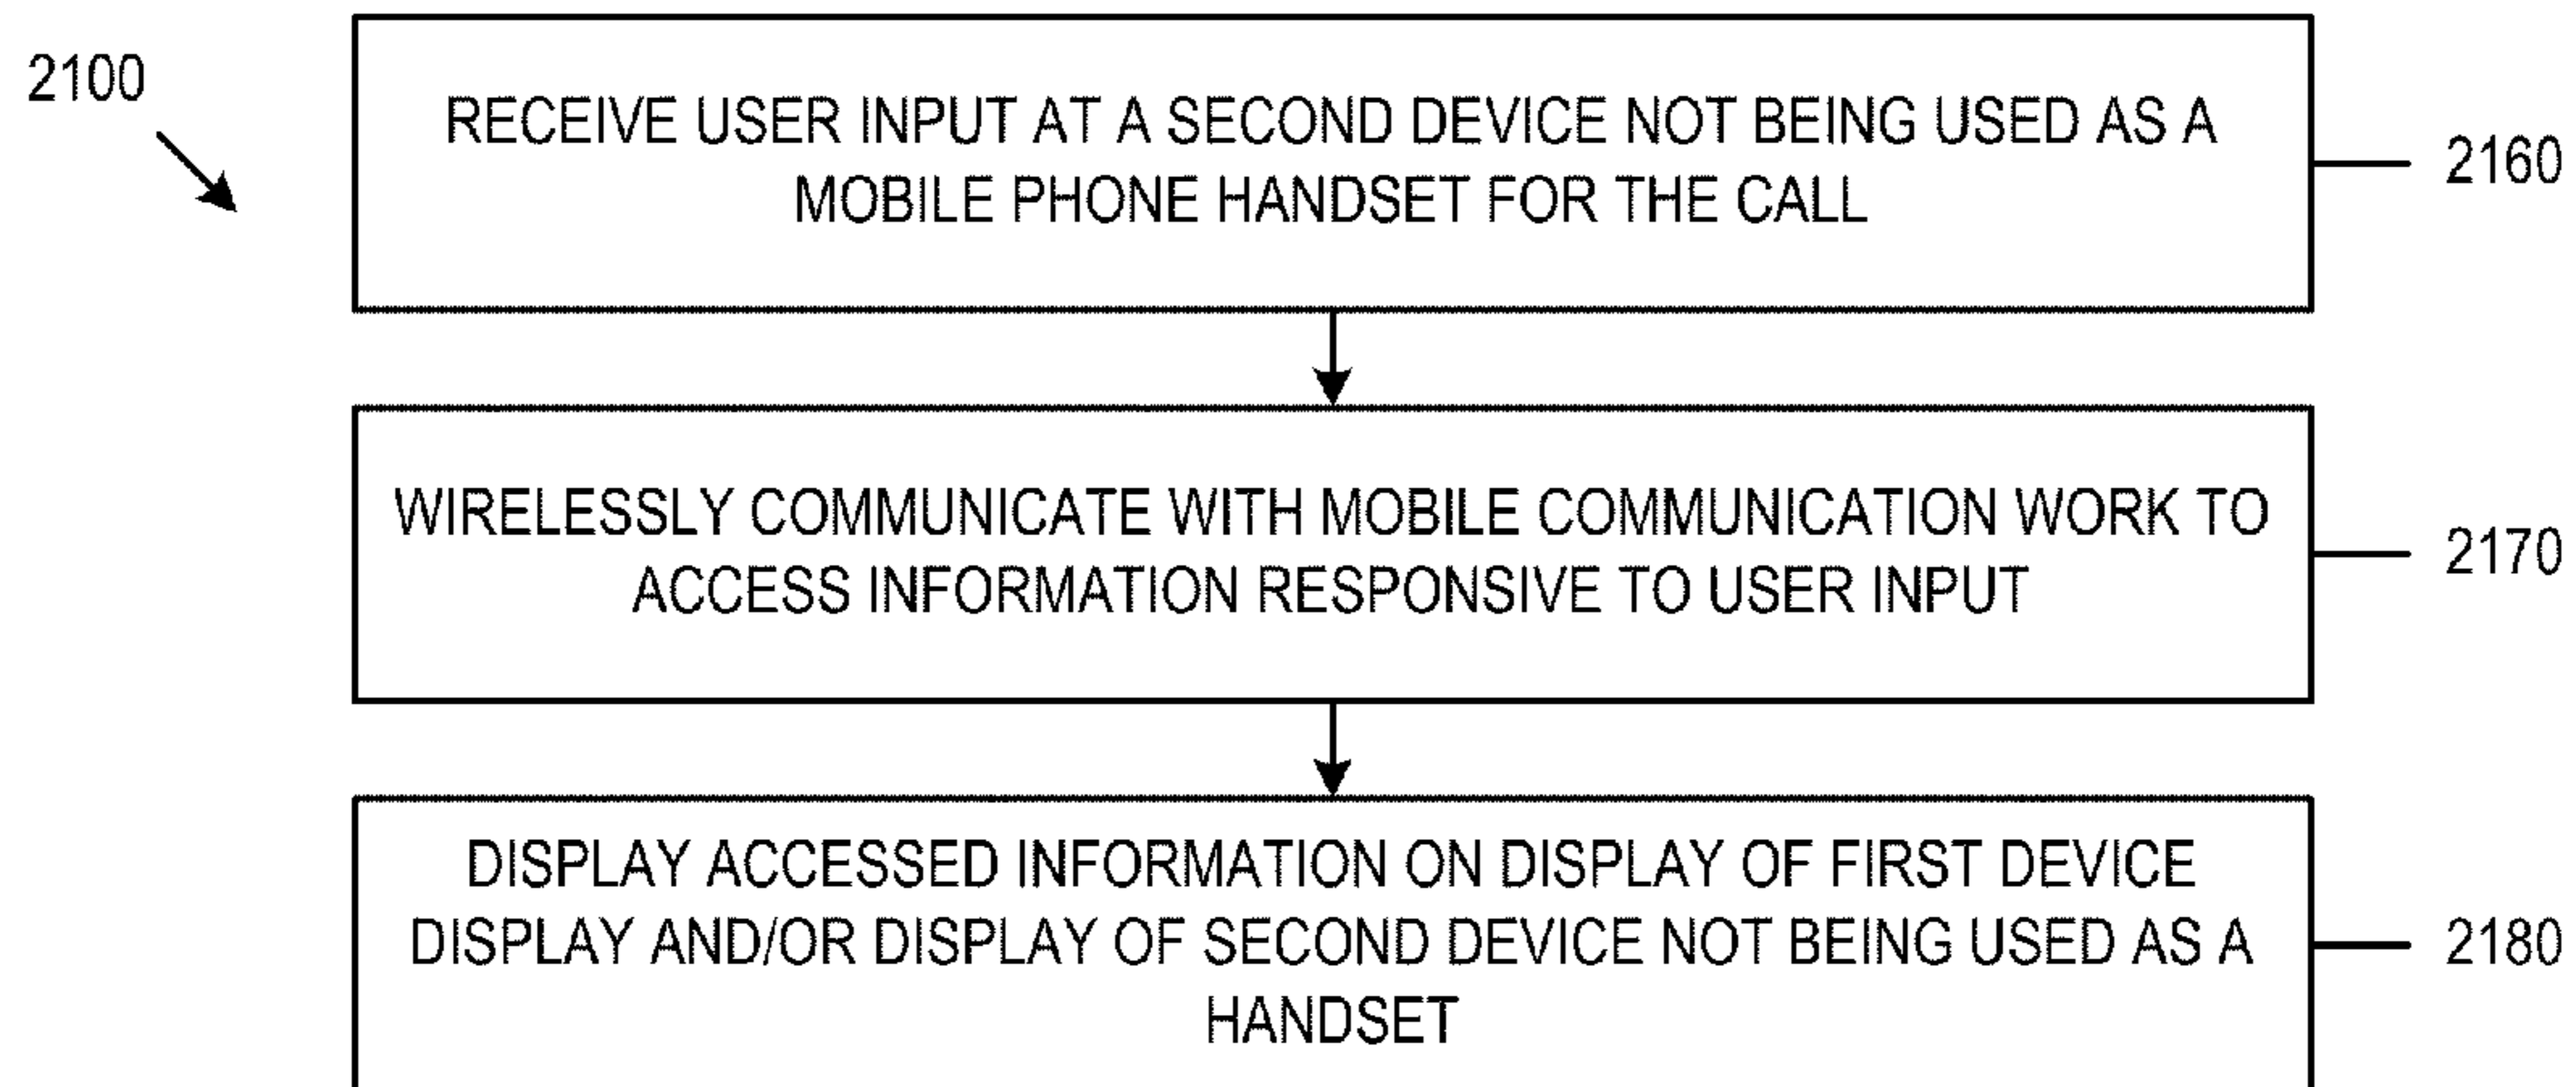 2100
RECEIVE USER INPUT AT A SECOND DEVICE NOT BEING USED AS A
MOBILE PHONE HANDSET FOR THE CALL
2160
WIRELESSLY COMMUNICATE WITH MOBILE COMMUNICATION WORK TO
ACCESS INFORMATION RESPONSIVE TO USER INPUT
2170
DISPLAY ACCESSED INFORMATION ON DISPLAY OF FIRST DEVICE
DISPLAY AND/OR DISPLAY OF SECOND DEVICE NOT BEING USED AS A
HANDSET
2180